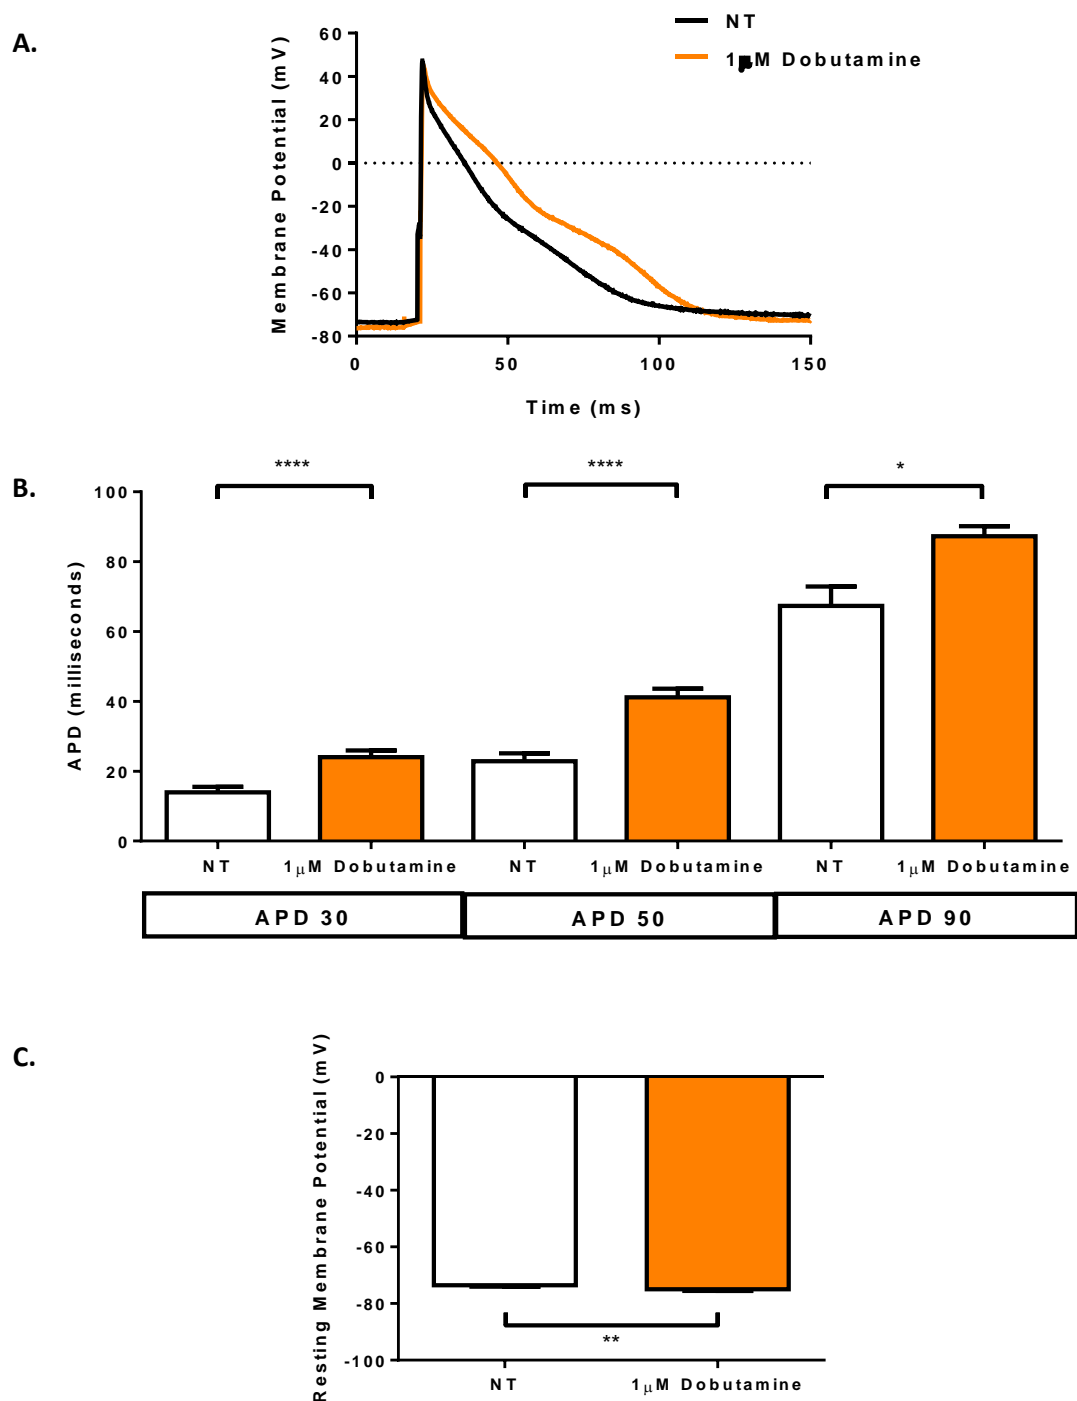 A.
NT
1μM Dobutamine
Membrane Potential (mV)
60
40
20
0
-20
-40
-60
-80
0 50 100 150
Time (ms)
B.
**** **** *
APD (milliseconds)
100
80
60
40
20
0
NT 1μM Dobutamine NT 1μM Dobutamine NT 1μM Dobutamine
APD 30 APD 50 APD 90
C.
Resting Membrane Potential (mV)
0
-20
-40
-60
-80
-100
**
NT 1μM Dobutamine